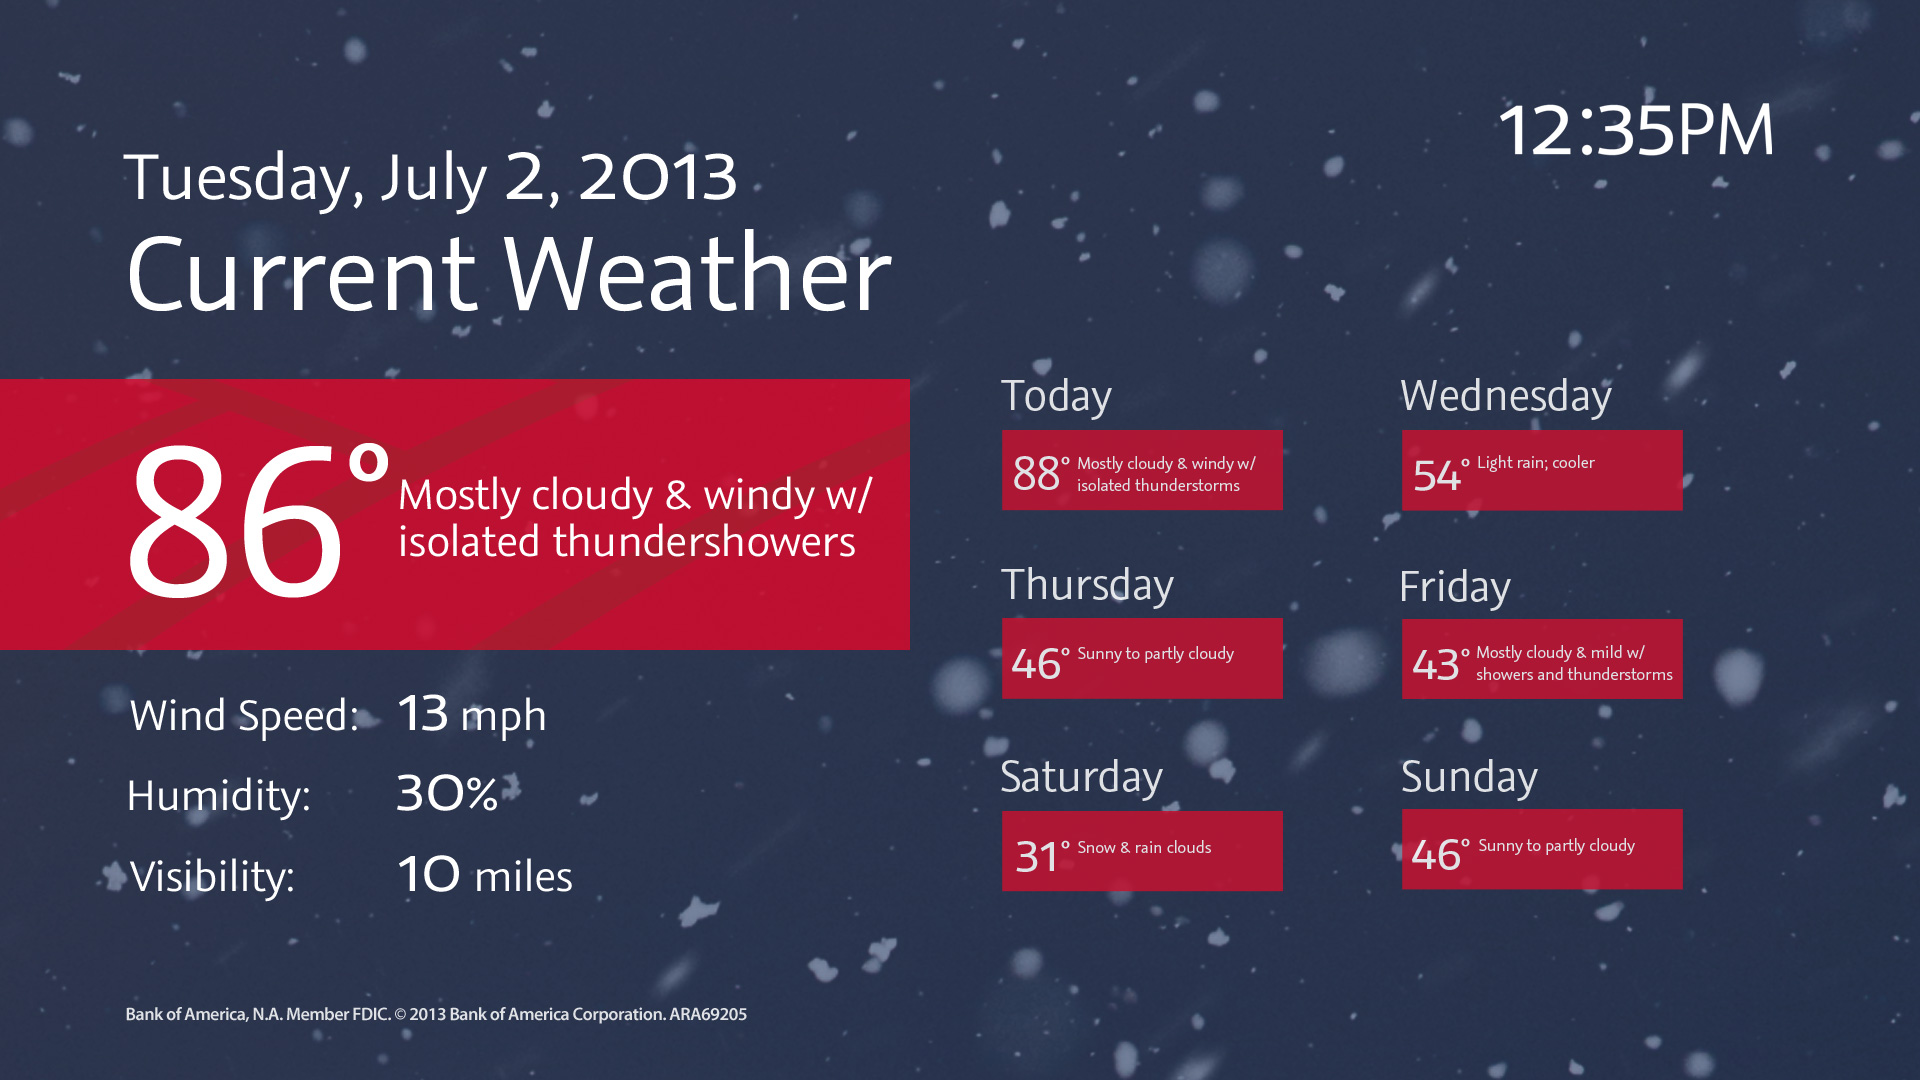 12:35PM
Tuesday, July 2, 2013
Current Weather
86° Mostly cloudy & windy w/
isolated thundershowers
Wind Speed: 13 mph
Humidity: 30%
Visibility: 10 miles
Today
88° Mostly cloudy & windy w/
isolated thunderstorms
Wednesday
54° Light rain; cooler
Thursday
46° Sunny to partly cloudy
Friday
43° Mostly cloudy & mild w/
showers and thunderstorms
Saturday
31° Snow & rain clouds
Sunday
46° Sunny to partly cloudy
Bank of America, N.A. Member FDIC. © 2013 Bank of America Corporation. ARA69205